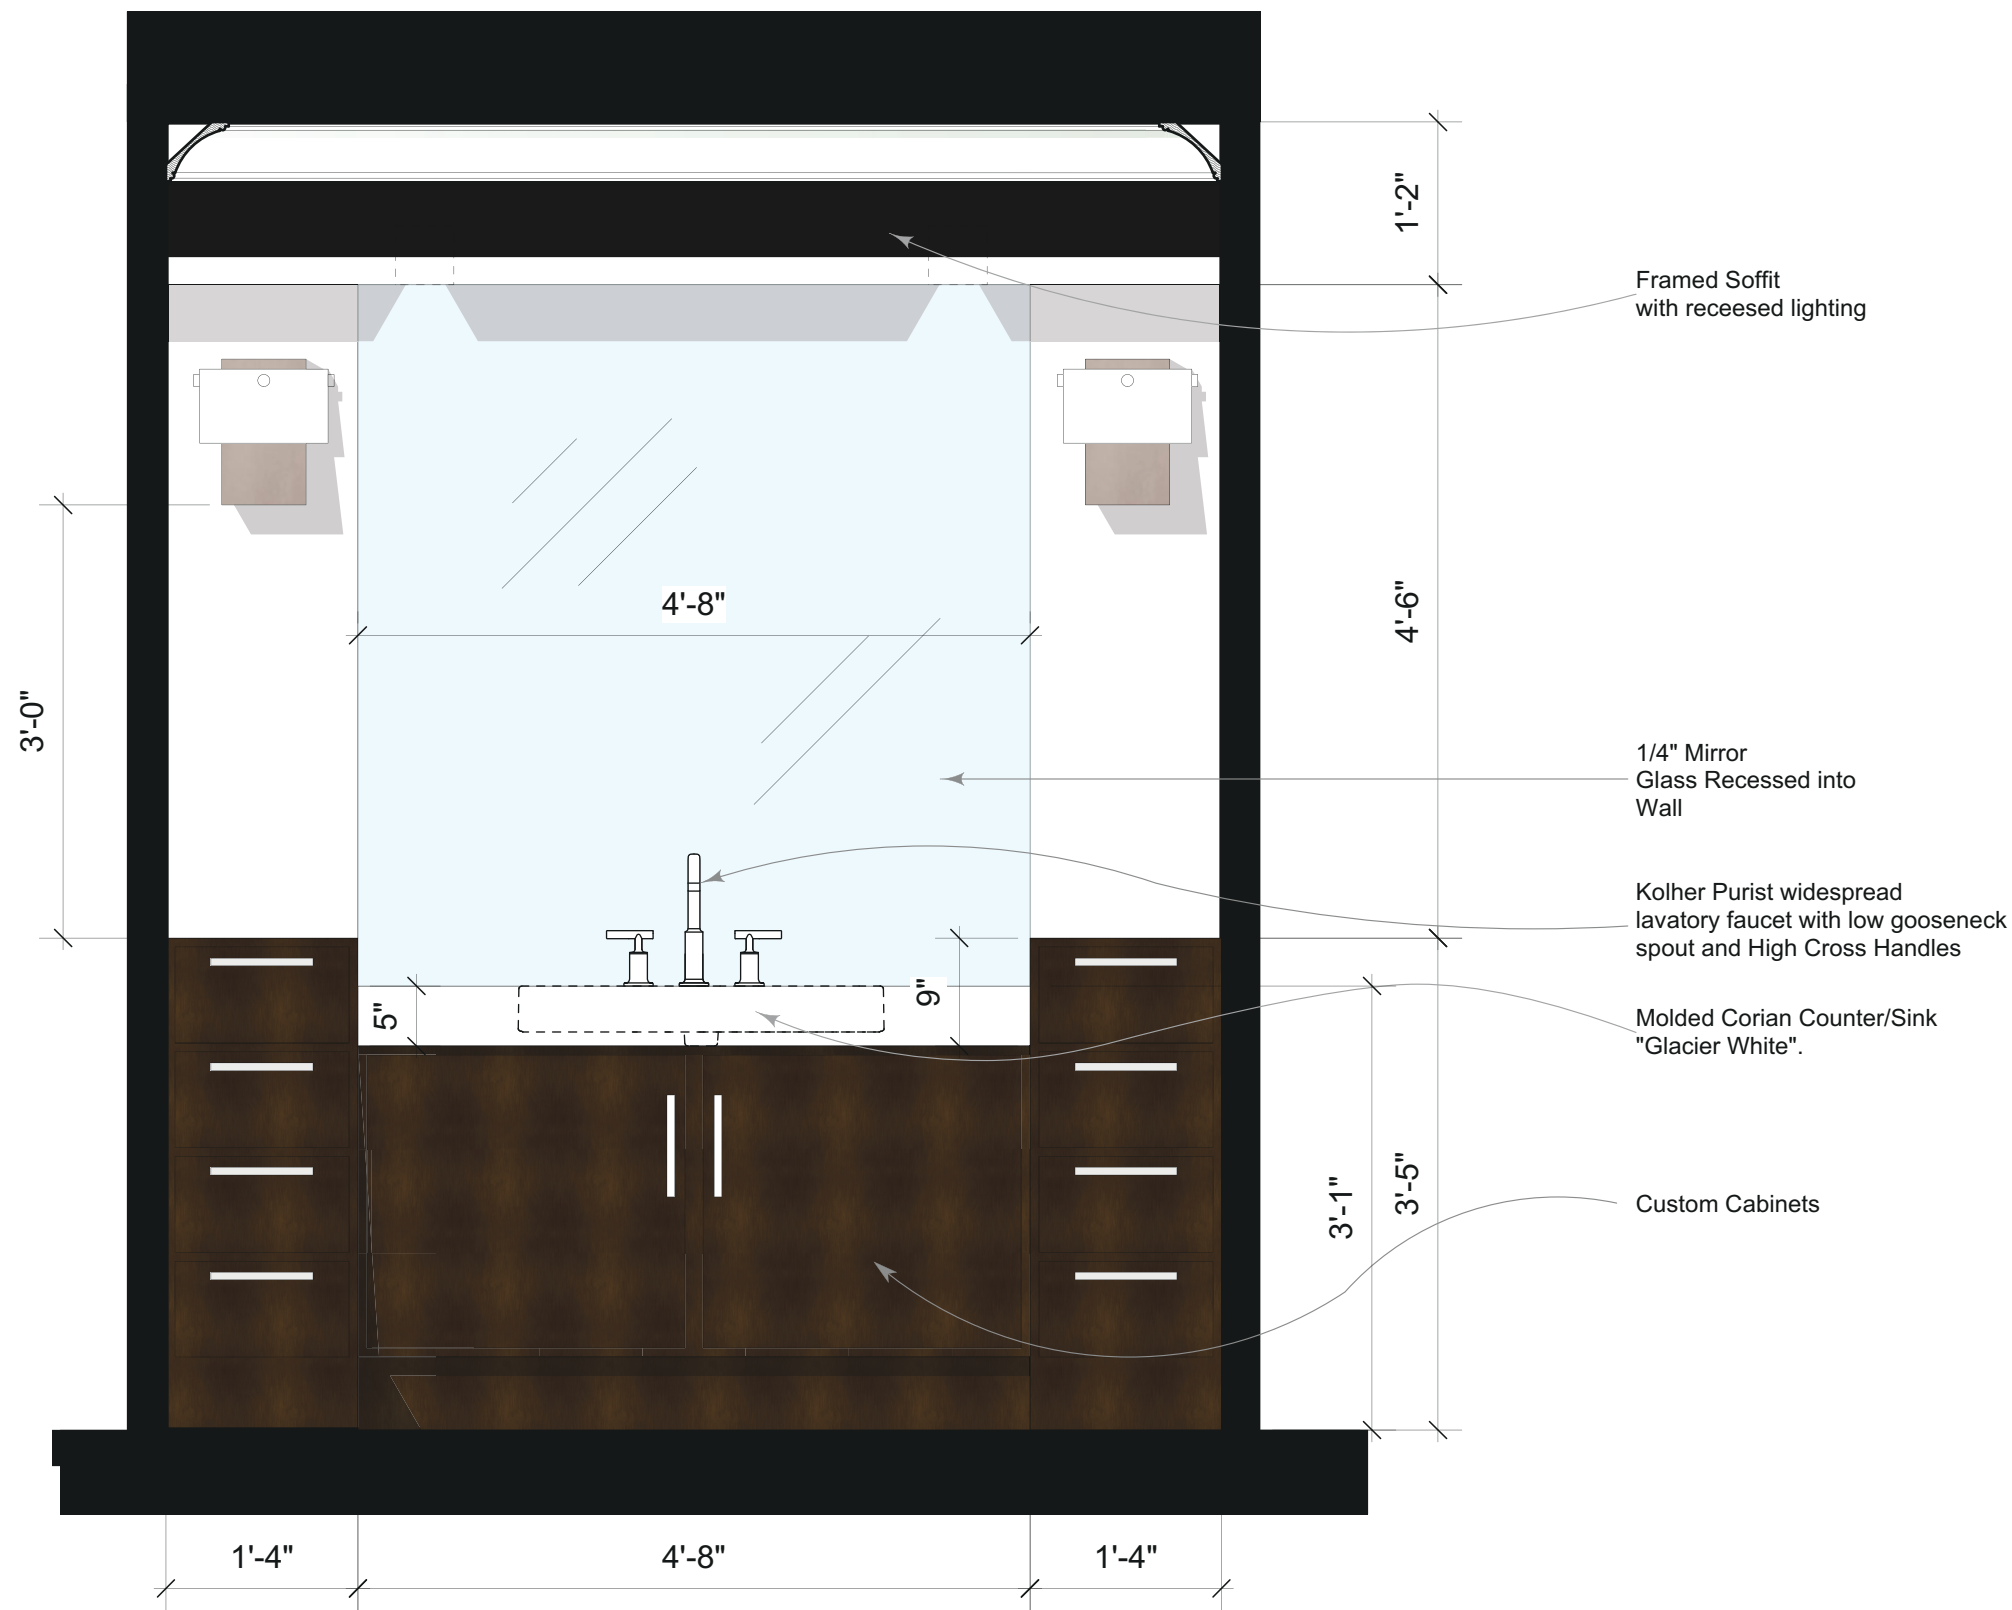 1'-2"
Framed Soffit
with receesed lighting
4'-6"
4'-8"
3'-0"
1/4" Mirror
Glass Recessed into
Wall
Kolher Purist widespread
lavatory faucet with low gooseneck
spout and High Cross Handles
5"
9"
Molded Corian Counter/Sink
"Glacier White".
3'-1"
3'-5"
Custom Cabinets
1'-4"
4'-8"
1'-4"